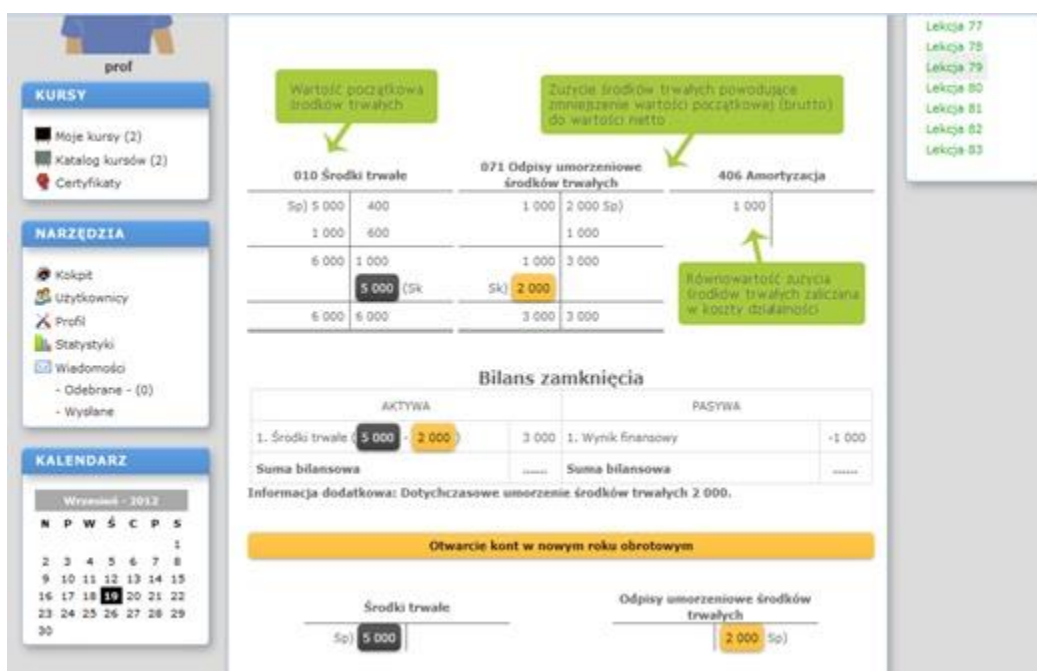 prof
KURSY
Moje kursy (2)
Katalog kursów (2)
Certyfikaty
NARZĘDZIA
Kokpit
Użytkownicy
Profil
Statystyki
Wiadomości
- Odebrane - (0)
- Wysłane
KALENDARZ
Wrzesień - 2012
N P W Ś C P S
1
2 3 4 5 6 7 8
9 10 11 12 13 14 15
16 17 18 19 20 21 22
23 24 25 26 27 28 29
30
Wartość początkowa
środków trwałych
Zużycie środków trwałych powodujące
zmniejszenie wartości początkowej (brutto)
do wartości netto
010 Środki trwałe
Sp) 5 000 400
1 000 600
6 000 1 000
5 000 (Sk
6 000 6 000
071 Odpisy umorzeniowe
środków trwałych
1 000 2 000 Sp)
1 000
1 000 3 000
Sk) 2 000
3 000 3 000
406 Amortyzacja
1 000
Równowartość zużycia
środków trwałych zaliczana
w koszty działalności
Bilans zamknięcia
AKTYWA PASYWA
1. Środki trwałe ( 5 000 - 2 000 ) 3 000 1. Wynik finansowy -1 000
Suma bilansowa ...... Suma bilansowa ......
Informacja dodatkowa: Dotychczasowe umorzenie środków trwałych 2 000.
Otwarcie kont w nowym roku obrotowym
Środki trwałe
Sp) 5 000
Odpisy umorzeniowe środków
trwałych
2 000 Sp)
Lekcja 77
Lekcja 78
Lekcja 79
Lekcja 80
Lekcja 81
Lekcja 82
Lekcja 83